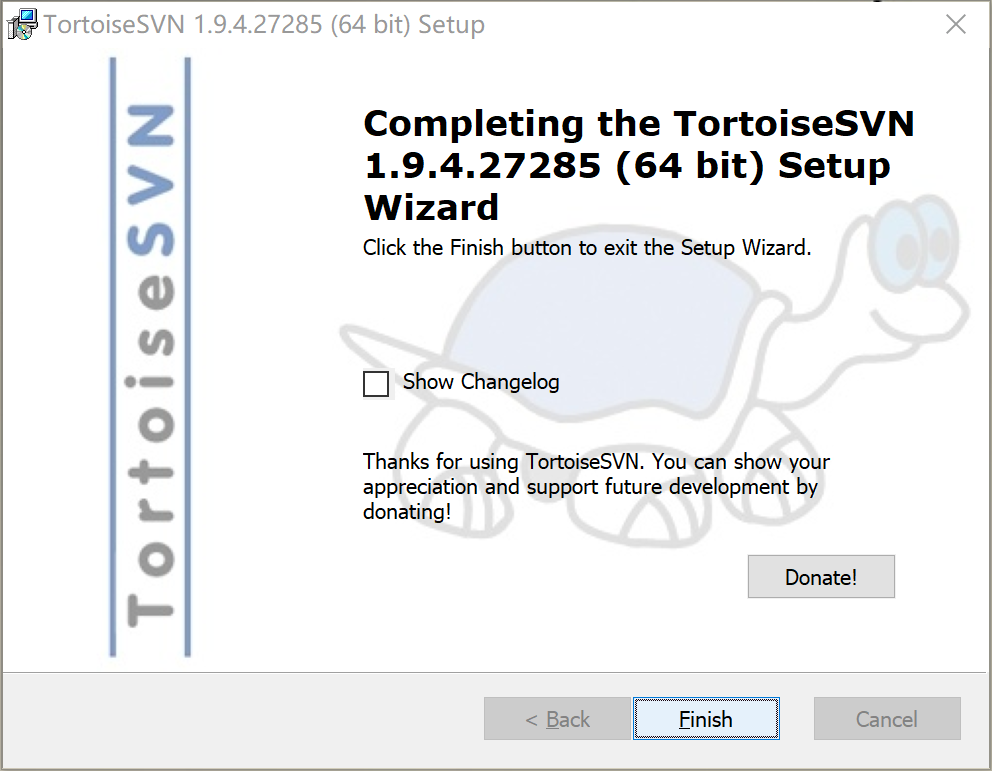 TortoiseSVN 1.9.4.27285 (64 bit) Setup
TortoiseSVN
Completing the TortoiseSVN
1.9.4.27285 (64 bit) Setup
Wizard
Click the Finish button to exit the Setup Wizard.
Show Changelog
Thanks for using TortoiseSVN. You can show your
appreciation and support future development by
donating!
Donate!
< Back
Finish
Cancel